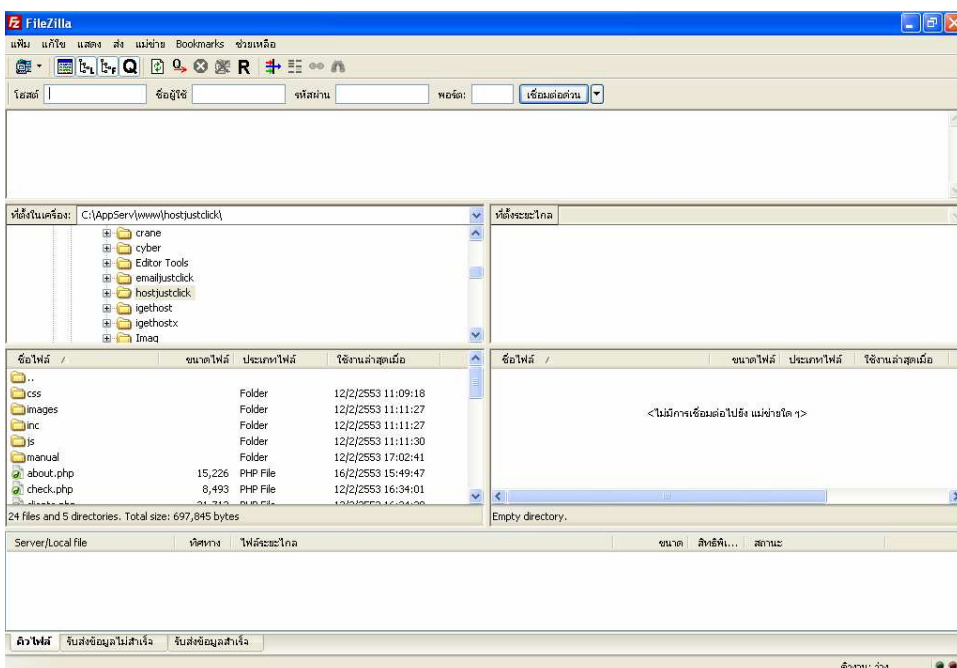 FileZilla
แฟ้ม แก้ไข แสดง ส่ง แม่ข่าย Bookmarks ช่วยเหลือ
โฮสต์ ชื่อผู้ใช้ รหัสผ่าน พอร์ต: เชื่อมต่อด่วน
ที่ตั้งในเครื่อง: C:\AppServ\www\hostjustclick\
crane
cyber
Editor Tools
emailjustclick
hostjustclick
igethost
igethostx
Imag
ที่ตั้งระยะไกล
ชื่อไฟล์ / ขนาดไฟล์ ประเภทไฟล์ ใช้งานล่าสุดเมื่อ
..
css Folder 12/2/2553 11:09:18
images Folder 12/2/2553 11:11:27
inc Folder 12/2/2553 11:11:27
js Folder 12/2/2553 11:11:30
manual Folder 12/2/2553 17:02:41
about.php 15,226 PHP File 16/2/2553 15:49:47
check.php 8,493 PHP File 12/2/2553 16:34:01
24 files and 5 directories. Total size: 697,845 bytes
ชื่อไฟล์ / ขนาดไฟล์ ประเภทไฟล์ ใช้งานล่าสุดเมื่อ
<ไม่มีการเชื่อมต่อไปยัง แม่ข่ายใด ๆ>
Empty directory.
Server/Local file ทิศทาง ไฟล์ระยะไกล ขนาด สิทธิพิเ... สถานะ
คิวไฟล์ รับส่งข้อมูลไม่สำเร็จ รับส่งข้อมูลสำเร็จ